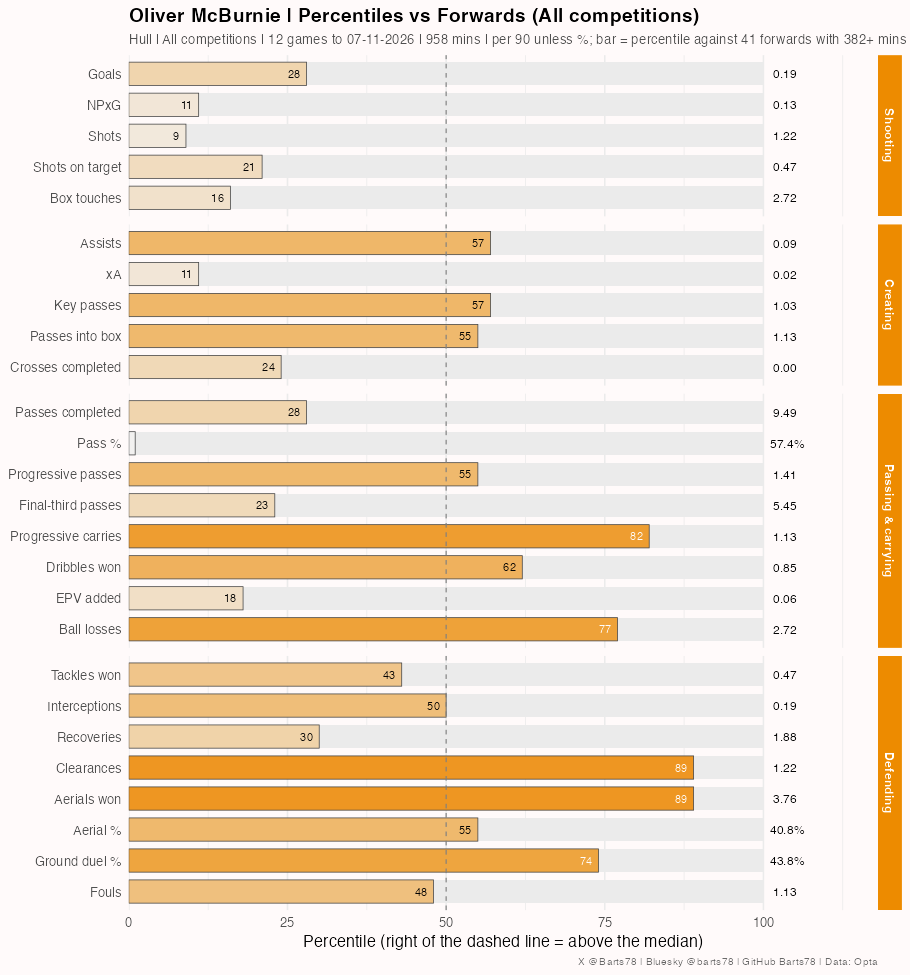 Oliver McBurnie | Percentiles vs Forwards (All competitions)
Hull | All competitions | 12 games to 07-11-2026 | 958 mins | per 90 unless %; bar = percentile against 41 forwards with 382+ mins
Shooting
Goals 28 0.19
NPxG 11 0.13
Shots 9 1.22
Shots on target 21 0.47
Box touches 16 2.72
Creating
Assists 57 0.09
xA 11 0.02
Key passes 57 1.03
Passes into box 55 1.13
Crosses completed 24 0.00
Passing & carrying
Passes completed 28 9.49
Pass % 57.4%
Progressive passes 55 1.41
Final-third passes 23 5.45
Progressive carries 82 1.13
Dribbles won 62 0.85
EPV added 18 0.06
Ball losses 77 2.72
Defending
Tackles won 43 0.47
Interceptions 50 0.19
Recoveries 30 1.88
Clearances 89 1.22
Aerials won 89 3.76
Aerial % 55 40.8%
Ground duel % 74 43.8%
Fouls 48 1.13
0 25 50 75 100
Percentile (right of the dashed line = above the median)
X @Barts78 | Bluesky @barts78 | GitHub Barts78 | Data: Opta